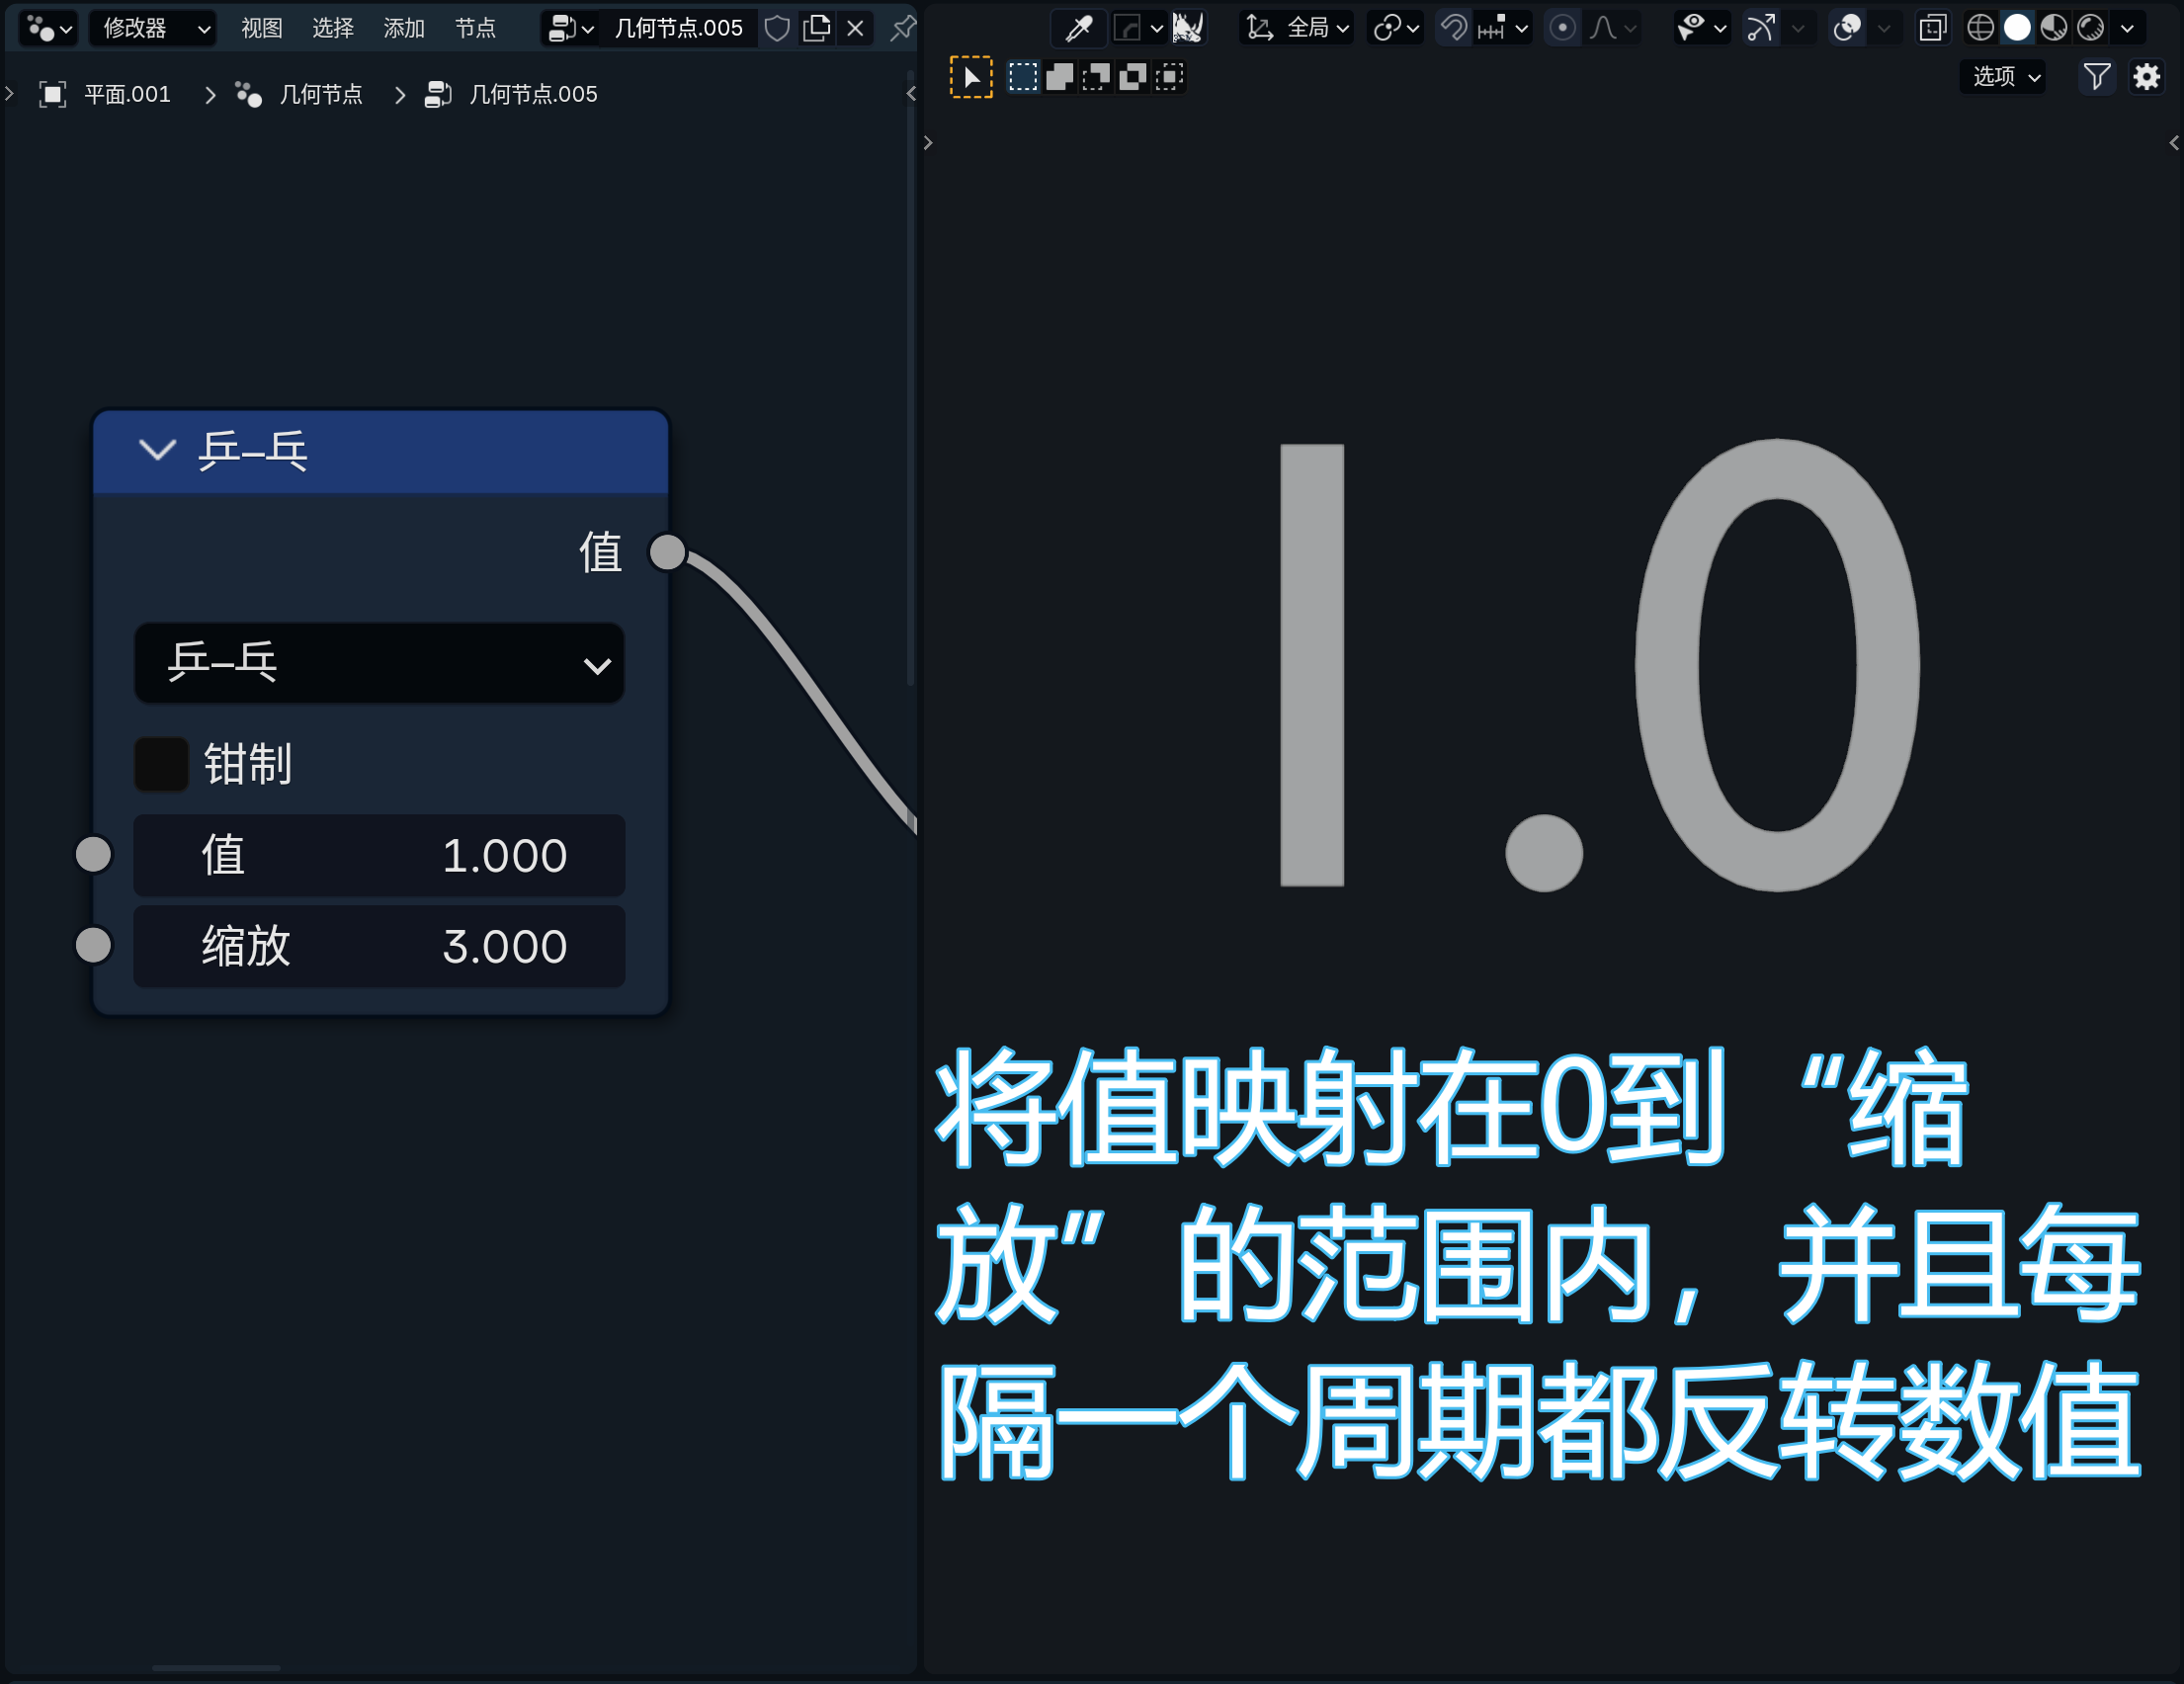 修改器 视图 选择 添加 节点 几何节点.005
全局
选项
平面.001 几何节点 几何节点.005
乒–乓
值
乒–乓
钳制
值 1.000
缩放 3.000
1.0
将值映射在0到“缩
放”的范围内，并且每
隔一个周期都反转数值